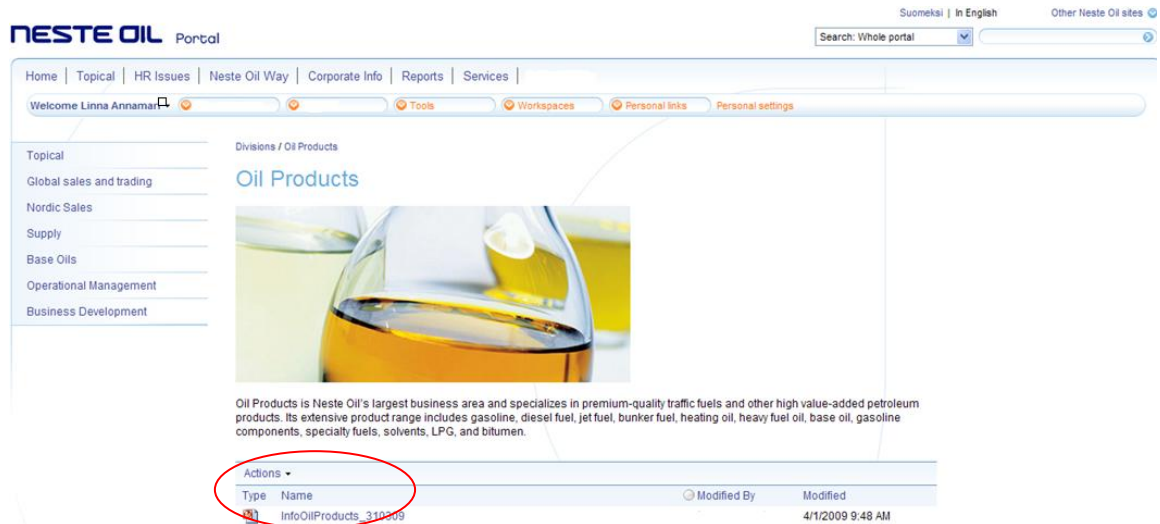 Suomeksi | In English Other Neste Oil sites
NESTE OIL Portal
Search: Whole portal
Home | Topical | HR Issues | Neste Oil Way | Corporate Info | Reports | Services |
Welcome Linna Annamari Tools Workspaces Personal links Personal settings
Topical
Global sales and trading
Nordic Sales
Supply
Base Oils
Operational Management
Business Development
Divisions / Oil Products
Oil Products
Oil Products is Neste Oil's largest business area and specializes in premium-quality traffic fuels and other high value-added petroleum
products. Its extensive product range includes gasoline, diesel fuel, jet fuel, bunker fuel, heating oil, heavy fuel oil, base oil, gasoline
components, specialty fuels, solvents, LPG, and bitumen.
Actions
Type Name Modified By Modified
InfoOilProducts_310309 4/1/2009 9:48 AM